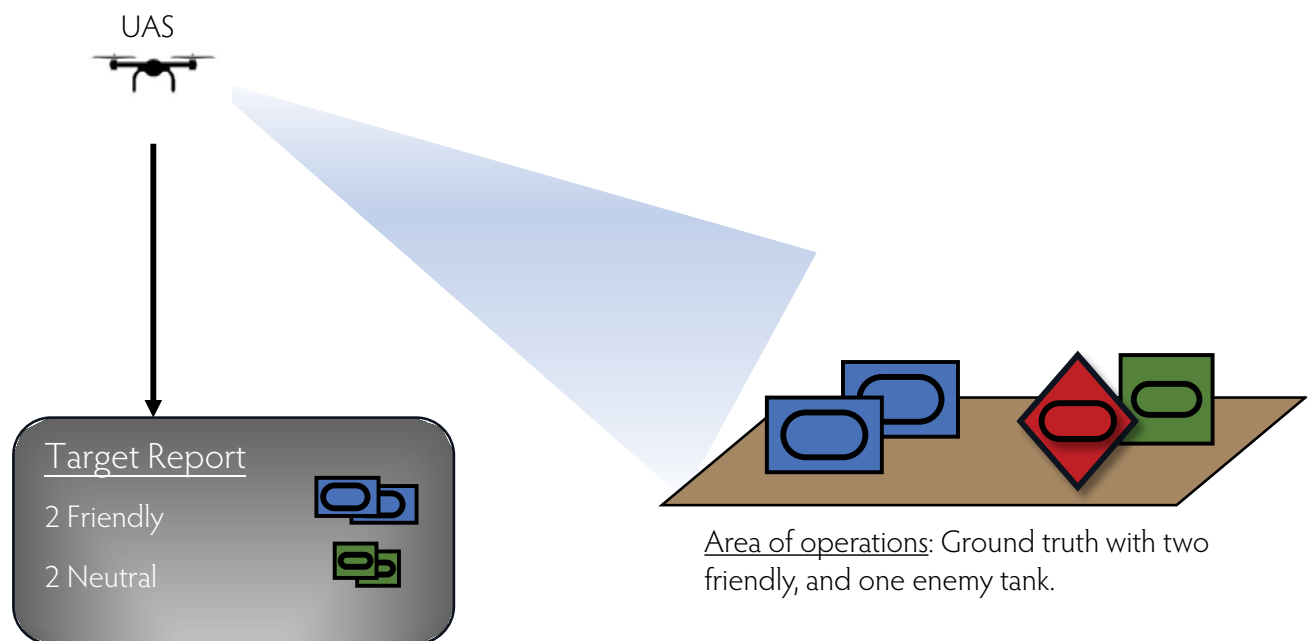 UAS
Target Report
2 Friendly
2 Neutral
Area of operations: Ground truth with two
friendly, and one enemy tank.